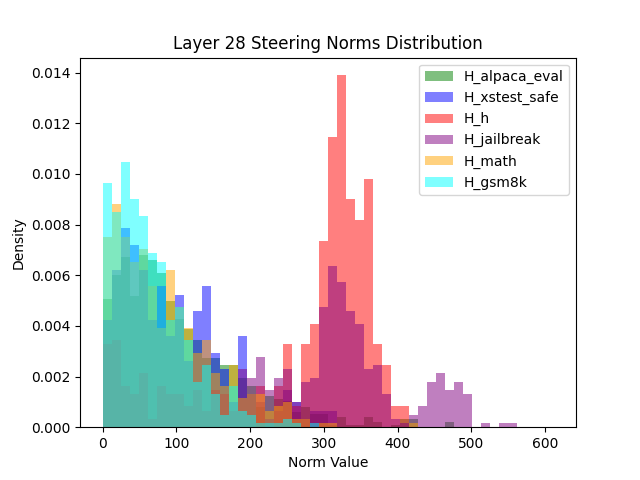 Layer 28 Steering Norms Distribution
H_alpaca_eval
H_xstest_safe
H_h
H_jailbreak
H_math
H_gsm8k
0.014
0.012
0.010
0.008
0.006
0.004
0.002
0.000
Density
0 100 200 300 400 500 600
Norm Value